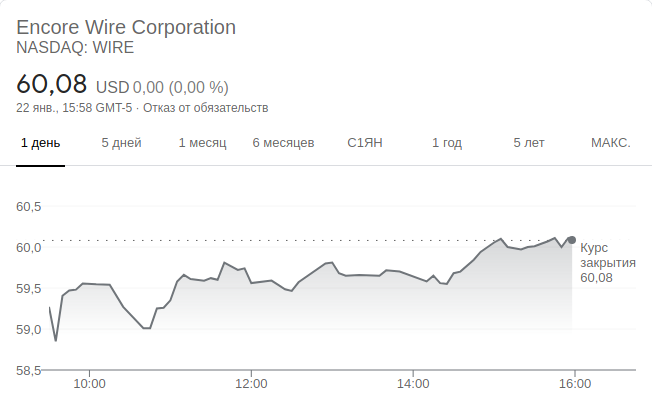 Encore Wire Corporation
NASDAQ: WIRE
60,08 USD 0,00 (0,00 %)
22 янв., 15:58 GMT-5 · Отказ от обязательств
1 день 5 дней 1 месяц 6 месяцев С1ЯН 1 год 5 лет МАКС.
60,5
60,0
Курс
закрытия
60,08
59,5
59,0
58,5
10:00 12:00 14:00 16:00